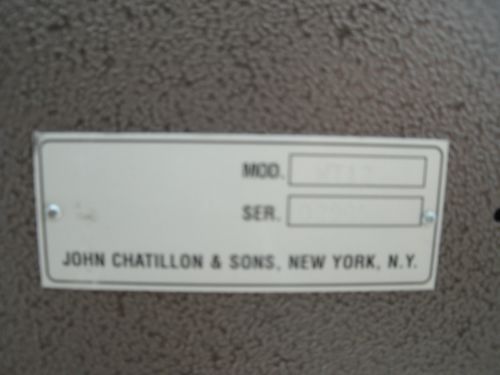 MOD.
SER.
JOHN CHATILLON & SONS, NEW YORK, N.Y.